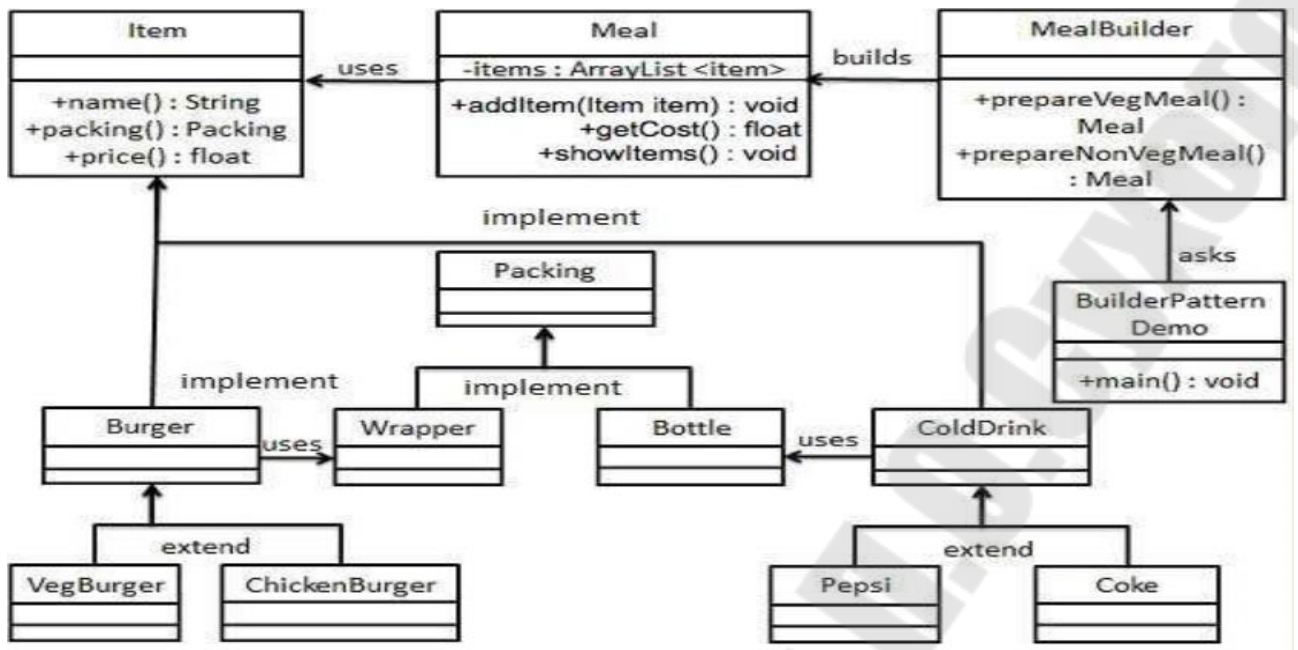 Item
+name() : String
+packing() : Packing
+price() : float
uses
Meal
-items : ArrayList <item>
+addItem(Item item) : void
+getCost() : float
+showItems() : void
builds
MealBuilder
+prepareVegMeal() :
Meal
+prepareNonVegMeal()
: Meal
implement
asks
Packing
BuilderPattern
Demo
+main() : void
implement
implement
Burger
uses
Wrapper
Bottle
uses
ColdDrink
extend
extend
VegBurger
ChickenBurger
Pepsi
Coke